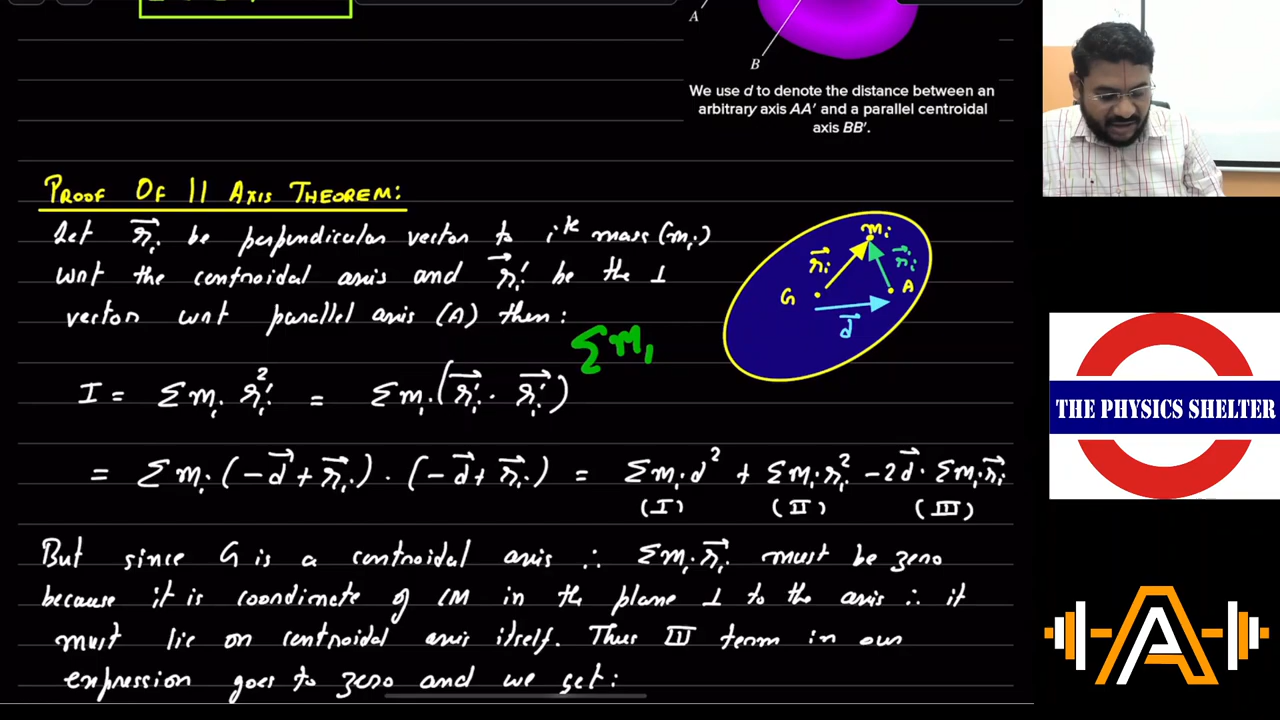 A
B
We use d to denote the distance between an
arbitrary axis AA′ and a parallel centroidal
axis BB′.
PROOF OF || AXIS THEOREM:
Let r⃗ᵢ be perpendicular vector to iᵗʰ mass (mᵢ)
wrt the centroidal axis and r⃗ᵢ′ be the ⊥
vector wrt parallel axis (A) then:
mᵢ
r⃗ᵢ
r⃗ᵢ′
G
A
d⃗
Σmᵢ
I = Σmᵢ rᵢ′² = Σmᵢ (r⃗ᵢ′ · r⃗ᵢ′)
= Σmᵢ (-d⃗ + r⃗ᵢ) · (-d⃗ + r⃗ᵢ) = Σmᵢ d² + Σmᵢ rᵢ² - 2d⃗ · Σmᵢ r⃗ᵢ
(I) (II) (III)
But since G is a centroidal axis ∴ Σmᵢ r⃗ᵢ must be zero
because it is coordinate of CM in the plane ⊥ to the axis ∴ it
must lie on centroidal axis itself. Thus III term in our
expression goes to zero and we get:
THE PHYSICS SHELTER
A